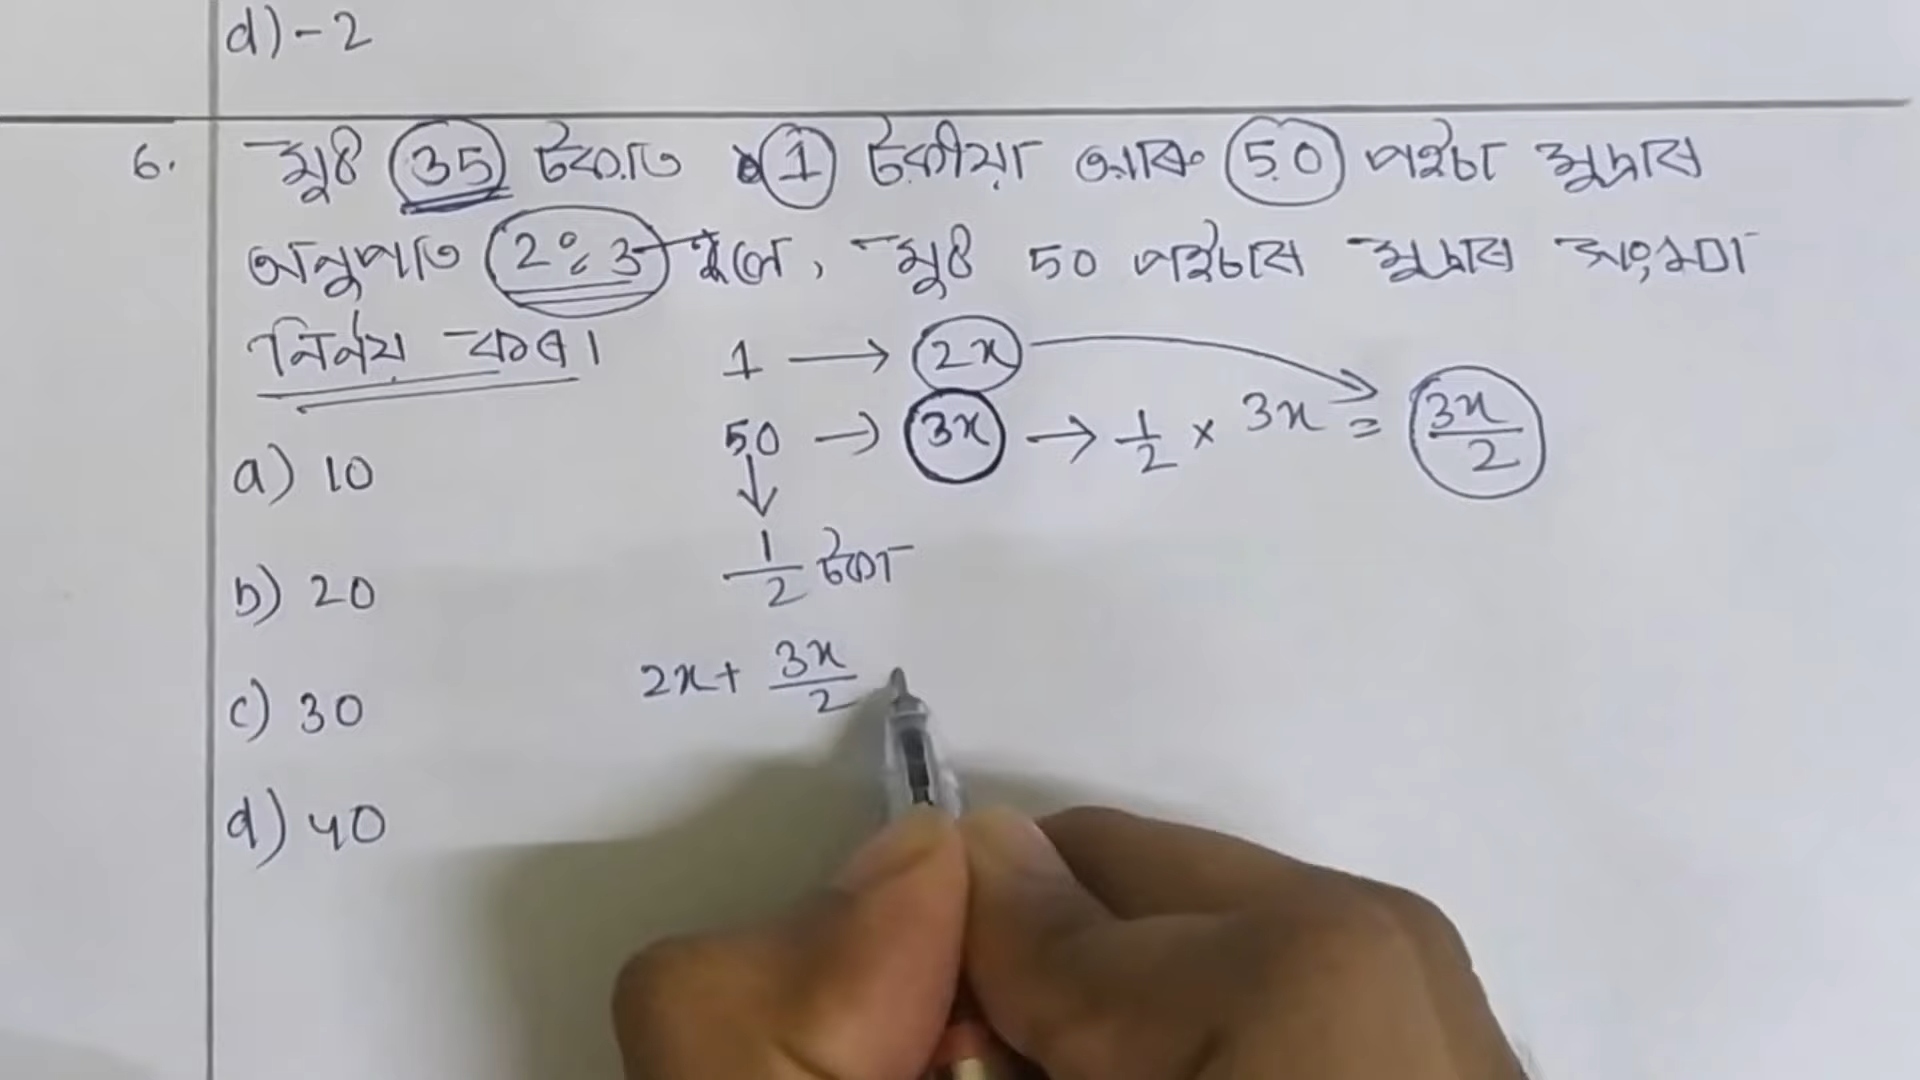 d) - 2
6. মুঠ 35 টকাত 1 টকীয়া আৰু 50 পইচা মুদ্ৰাৰ
অনুপাত 2:3 হলে, মুঠ 50 পইচাৰ মুদ্ৰাৰ সংখ্যা
নিৰ্ণয় কৰা।
1 → 2x
50 → 3x → 1/2 × 3x = 3x/2
a) 10
1/2 টকা
b) 20
2x + 3x/2
c) 30
d) 40